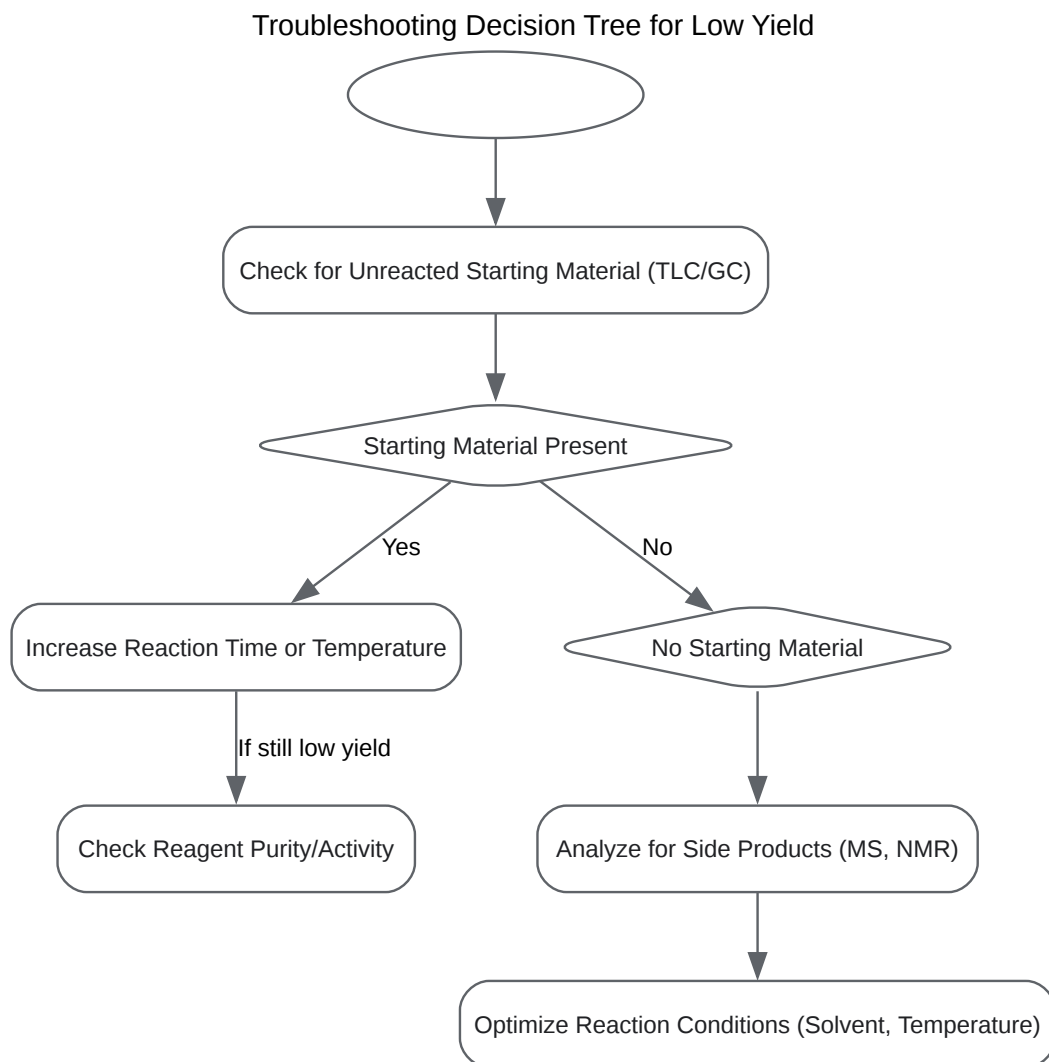 Troubleshooting Decision Tree for Low Yield
Check for Unreacted Starting Material (TLC/GC)
Starting Material Present
Yes
No
Increase Reaction Time or Temperature
No Starting Material
If still low yield
Check Reagent Purity/Activity
Analyze for Side Products (MS, NMR)
Optimize Reaction Conditions (Solvent, Temperature)